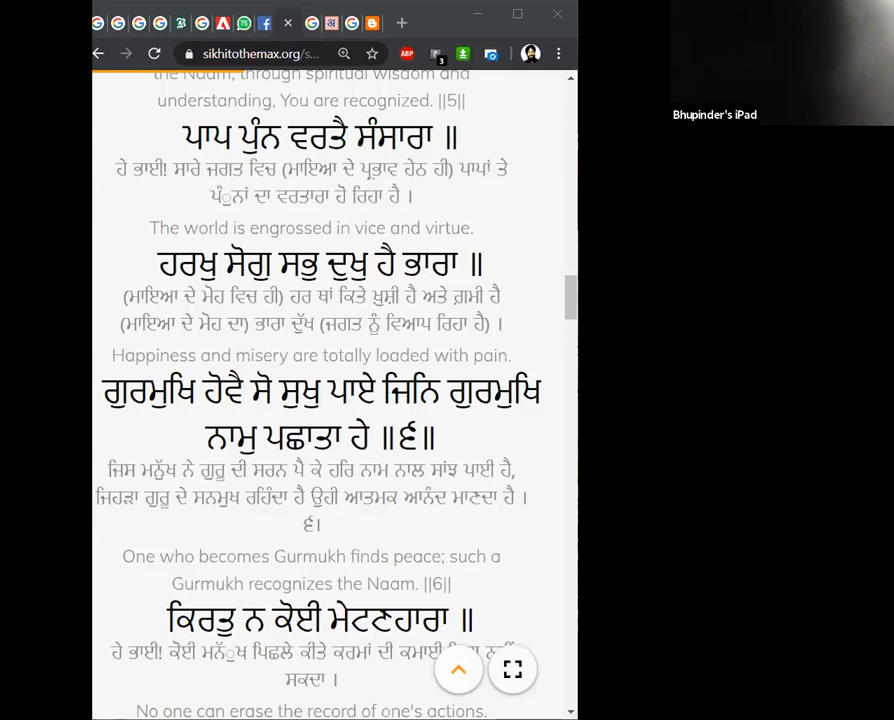 75
sikhitothemax.org/s...
ABP
3
Bhupinder's iPad
the Naam; through spiritual wisdom and
understanding, You are recognized. ||5||
ਪਾਪ ਪੁੰਨ ਵਰਤੈ ਸੰਸਾਰਾ ॥
ਹੇ ਭਾਈ! ਸਾਰੇ ਜਗਤ ਵਿਚ (ਮਾਇਆ ਦੇ ਪ੍ਰਭਾਵ ਹੇਠ ਹੀ) ਪਾਪਾਂ ਤੇ
ਪੰੁਨਾਂ ਦਾ ਵਰਤਾਰਾ ਹੋ ਰਿਹਾ ਹੈ ।
The world is engrossed in vice and virtue.
ਹਰਖੁ ਸੋਗੁ ਸਭੁ ਦੁਖੁ ਹੈ ਭਾਰਾ ॥
(ਮਾਇਆ ਦੇ ਮੋਹ ਵਿਚ ਹੀ) ਹਰ ਥਾਂ ਕਿਤੇ ਖ਼ੁਸ਼ੀ ਹੈ ਅਤੇ ਗ਼ਮੀ ਹੈ
(ਮਾਇਆ ਦੇ ਮੋਹ ਦਾ) ਭਾਰਾ ਦੁੱਖ (ਜਗਤ ਨੂੰ ਵਿਆਪ ਰਿਹਾ ਹੈ) ।
Happiness and misery are totally loaded with pain.
ਗੁਰਮੁਖਿ ਹੋਵੈ ਸੋ ਸੁਖੁ ਪਾਏ ਜਿਨਿ ਗੁਰਮੁਖਿ
ਨਾਮੁ ਪਛਾਤਾ ਹੇ ॥੬॥
ਜਿਸ ਮਨੁੱਖ ਨੇ ਗੁਰੂ ਦੀ ਸਰਨ ਪੈ ਕੇ ਹਰਿ ਨਾਮ ਨਾਲ ਸਾਂਝ ਪਾਈ ਹੈ,
ਜਿਹੜਾ ਗੁਰੂ ਦੇ ਸਨਮੁਖ ਰਹਿੰਦਾ ਹੈ ਉਹੀ ਆਤਮਕ ਆਨੰਦ ਮਾਣਦਾ ਹੈ ।
੬।
One who becomes Gurmukh finds peace; such a
Gurmukh recognizes the Naam. ||6||
ਕਿਰਤੁ ਨ ਕੋਈ ਮੇਟਣਹਾਰਾ ॥
ਹੇ ਭਾਈ! ਕੋਈ ਮਨੱੁਖ ਪਿਛਲੇ ਕੀਤੇ ਕਰਮਾਂ ਦੀ ਕਮਾਈ
ਸਕਦਾ ।
No one can erase the record of one's actions.